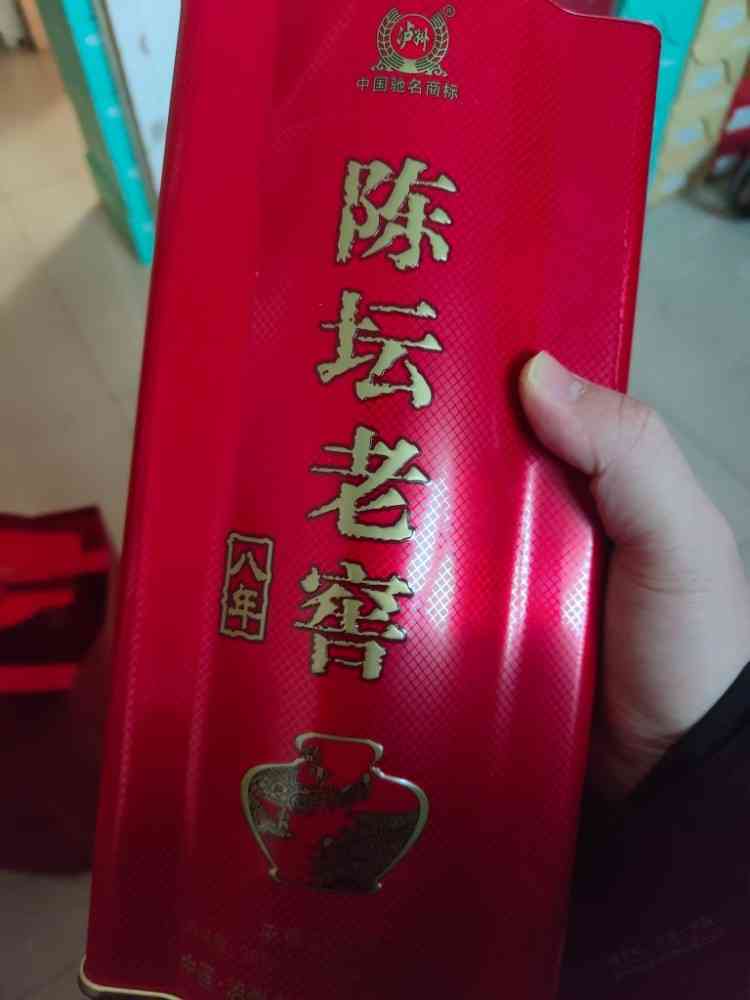 泸州
中国驰名商标
陈坛老窖
八年